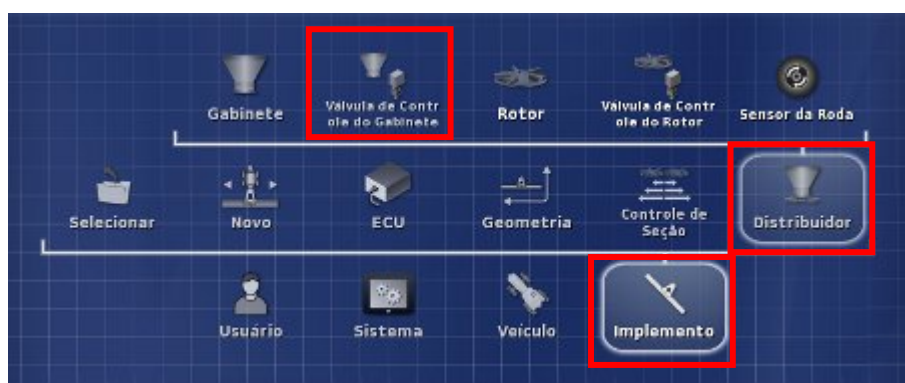 Gabinete
Válvula de Contr
ole do Gabinete
Rotor
Válvula de Contr
ole do Rotor
Sensor da Roda
Selecionar
Novo
ECU
Geometria
Controle de
Seção
Distribuidor
Usuário
Sistema
Veículo
Implemento